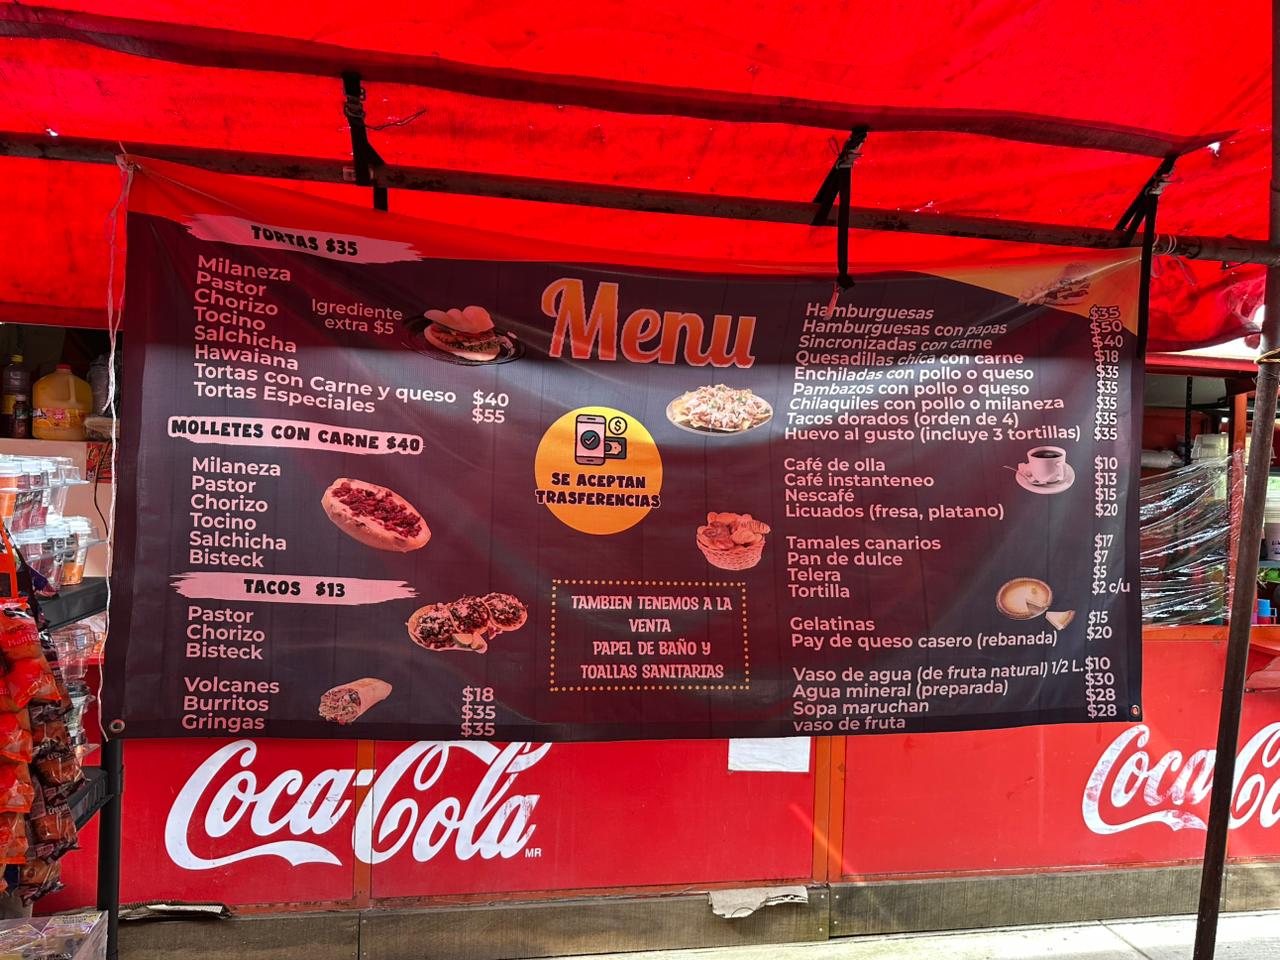 TORTAS $35
Milaneza
Pastor
Chorizo
Tocino
Salchicha
Hawaiana
Tortas con Carne y queso $40
Tortas Especiales $55
Igrediente
extra $5
MOLLETES CON CARNE $40
Milaneza
Pastor
Chorizo
Tocino
Salchicha
Bisteck
TACOS $13
Pastor
Chorizo
Bisteck
Volcanes $18
Burritos $35
Gringas $35
Menu
SE ACEPTAN
TRASFERENCIAS
TAMBIEN TENEMOS A LA
VENTA
PAPEL DE BAÑO Y
TOALLAS SANITARIAS
Hamburguesas $35
Hamburguesas con papas $50
Sincronizadas con carne $40
Quesadillas chica con carne $18
Enchiladas con pollo o queso $35
Pambazos con pollo o queso $35
Chilaquiles con pollo o milaneza $35
Tacos dorados (orden de 4) $35
Huevo al gusto (incluye 3 tortillas) $35
Café de olla $10
Café instanteneo $13
Nescafé $15
Licuados (fresa, platano) $20
Tamales canarios $17
Pan de dulce $7
Telera $5
Tortilla $2 c/u
Gelatinas $15
Pay de queso casero (rebanada) $20
Vaso de agua (de fruta natural) 1/2 L. $10
Agua mineral (preparada) $30
Sopa maruchan $28
vaso de fruta $28
Coca-Cola
MR
Coca-Co